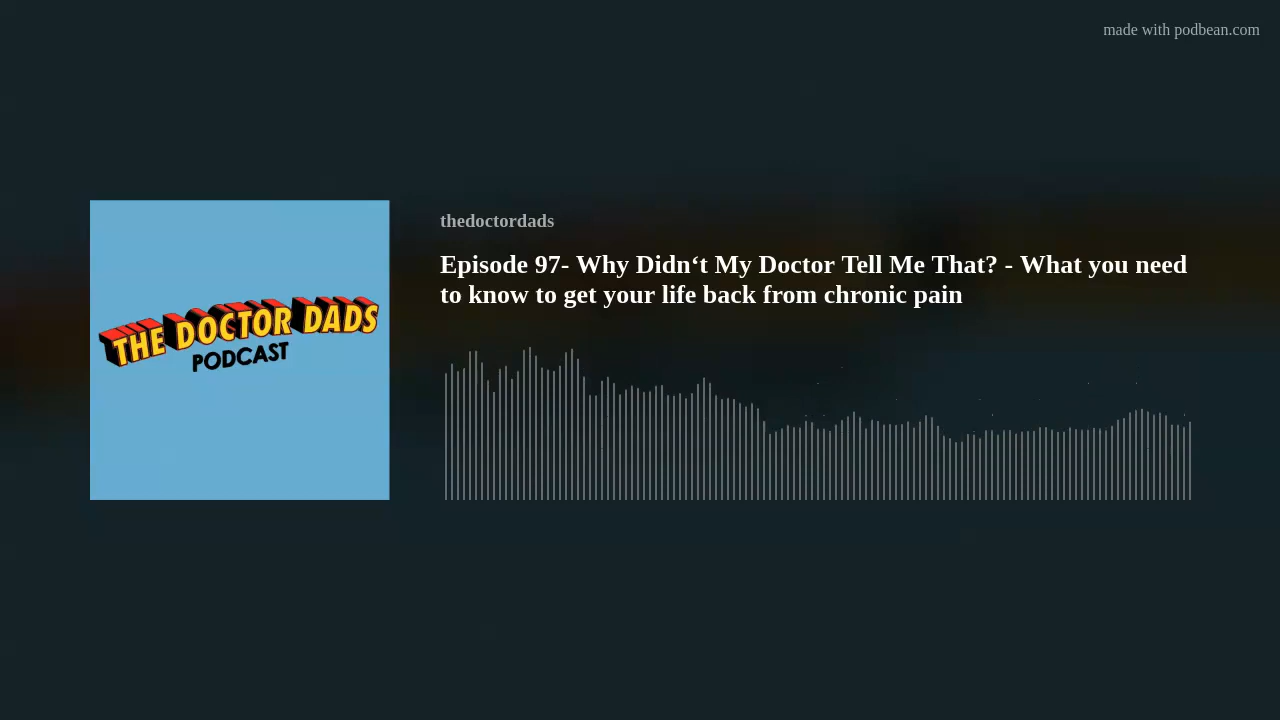 made with podbean.com
thedoctordads
Episode 97- Why Didn‘t My Doctor Tell Me That? - What you need
to know to get your life back from chronic pain
THE DOCTOR DADS
PODCAST